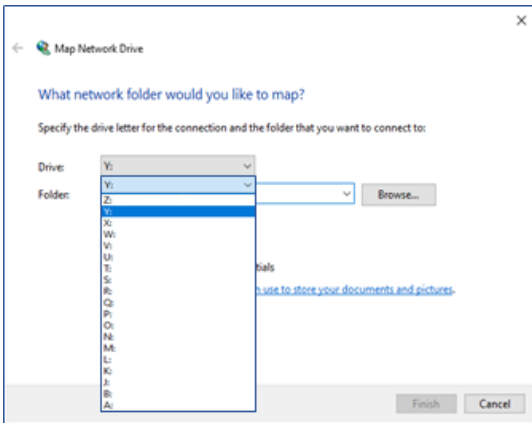 Map Network Drive
What network folder would you like to map?
Specify the drive letter for the connection and the folder that you want to connect to:
Drive: Y:
Y:
Folder: Browse...
Z:
Y:
X:
W:
V:
U:
T:
tials
S:
R:
n use to store your documents and pictures.
Q:
P:
O:
N:
M:
L:
K:
J:
B:
A:
Finish Cancel